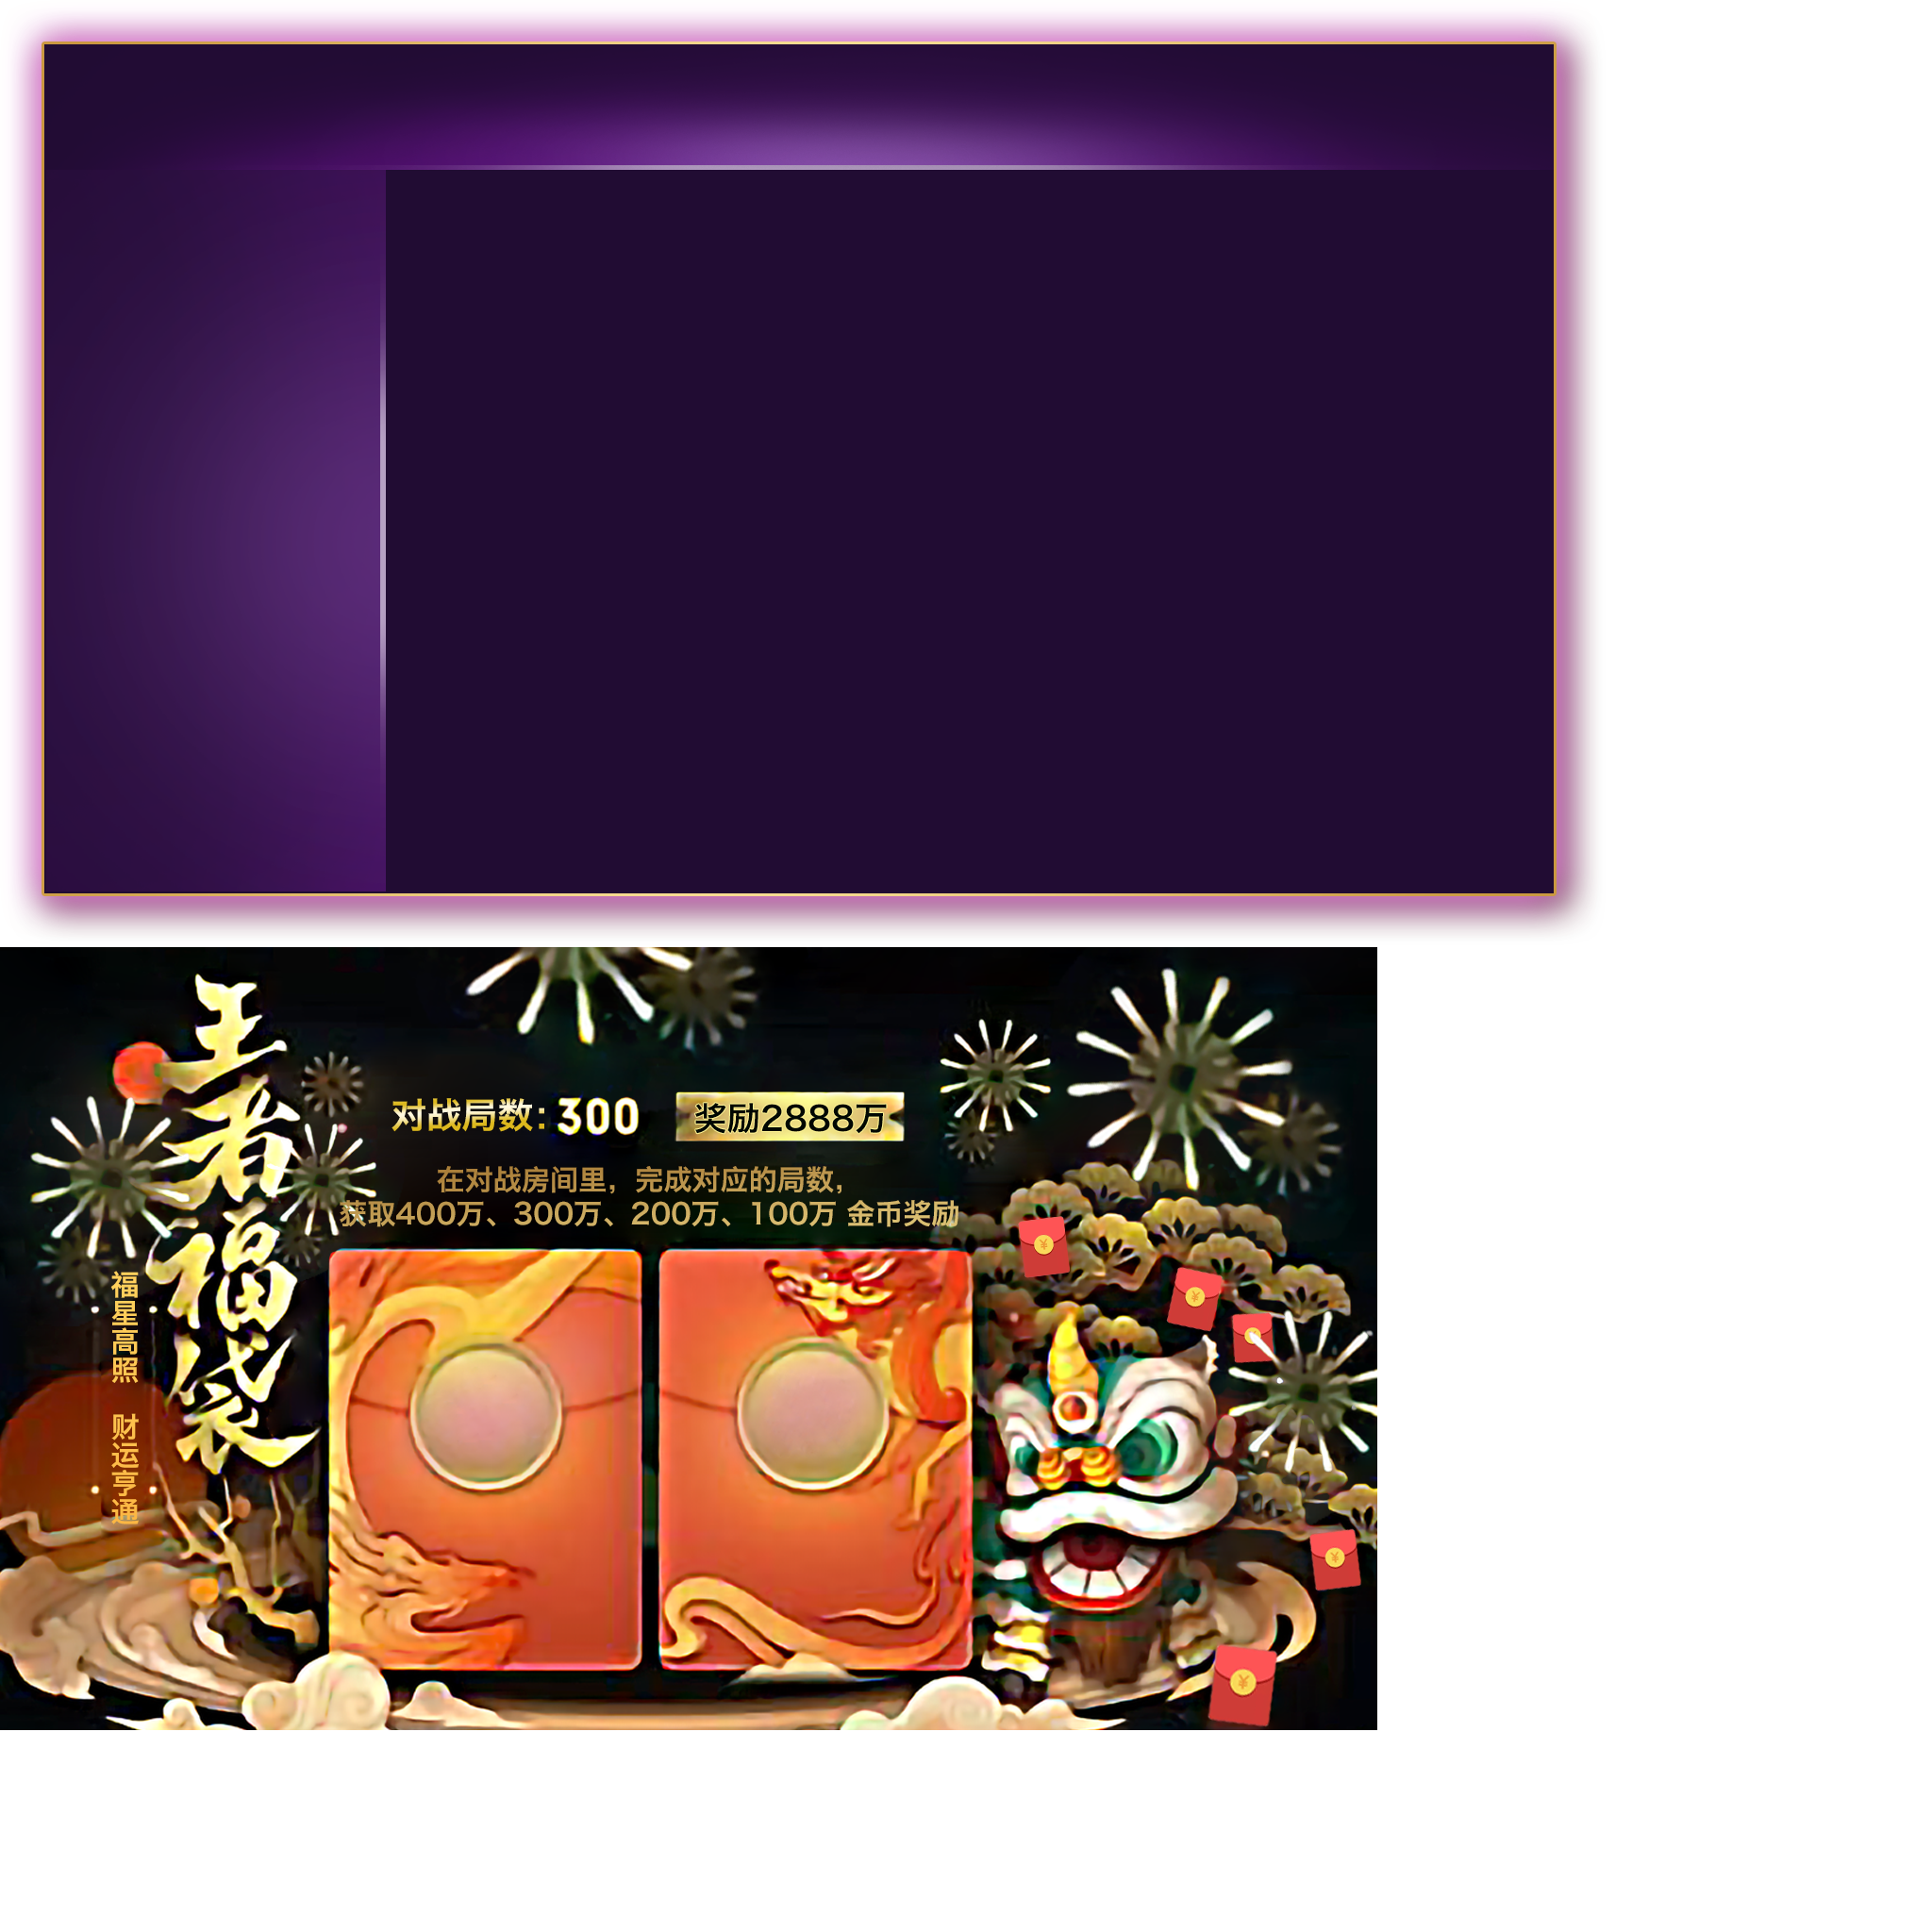 王者福袋
福星高照 财运亨通
对战局数：300
奖励2888万
在对战房间里，完成对应的局数，
获取400万、300万、200万、100万 金币奖励
¥
¥
¥
¥
¥